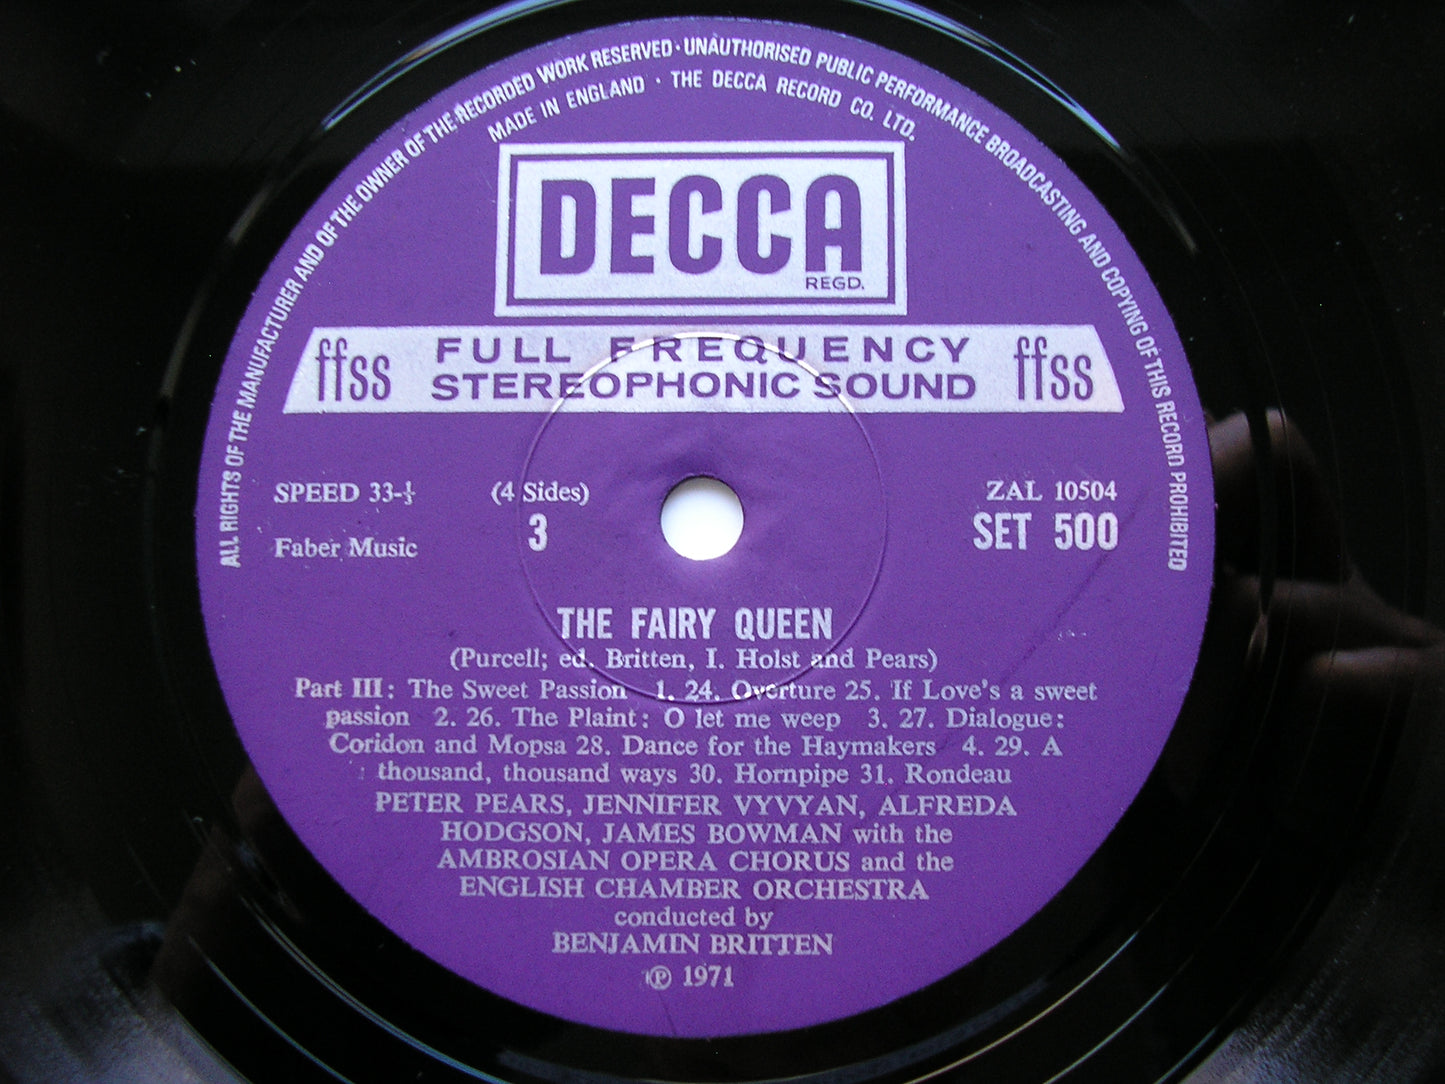 ALL RIGHTS OF THE MANUFACTURER AND OF THE OWNER OF THE RECORDED WORK RESERVED · UNAUTHORISED PUBLIC PERFORMANCE BROADCASTING AND COPYING OF THIS RECORD PROHIBITED
MADE IN ENGLAND · THE DECCA RECORD CO. LTD.
DECCA
REGD.
ffss FULL FREQUENCY ffss
STEREOPHONIC SOUND
SPEED 33-⅓ (4 Sides) ZAL 10504
3 SET 500
Faber Music
THE FAIRY QUEEN
(Purcell; ed. Britten, I. Holst and Pears)
Part III: The Sweet Passion 1. 24. Overture 25. If Love's a sweet
passion 2. 26. The Plaint: O let me weep 3. 27. Dialogue:
Coridon and Mopsa 28. Dance for the Haymakers 4. 29. A
thousand, thousand ways 30. Hornpipe 31. Rondeau
PETER PEARS, JENNIFER VYVYAN, ALFREDA
HODGSON, JAMES BOWMAN with the
AMBROSIAN OPERA CHORUS and the
ENGLISH CHAMBER ORCHESTRA
conducted by
BENJAMIN BRITTEN
℗ 1971